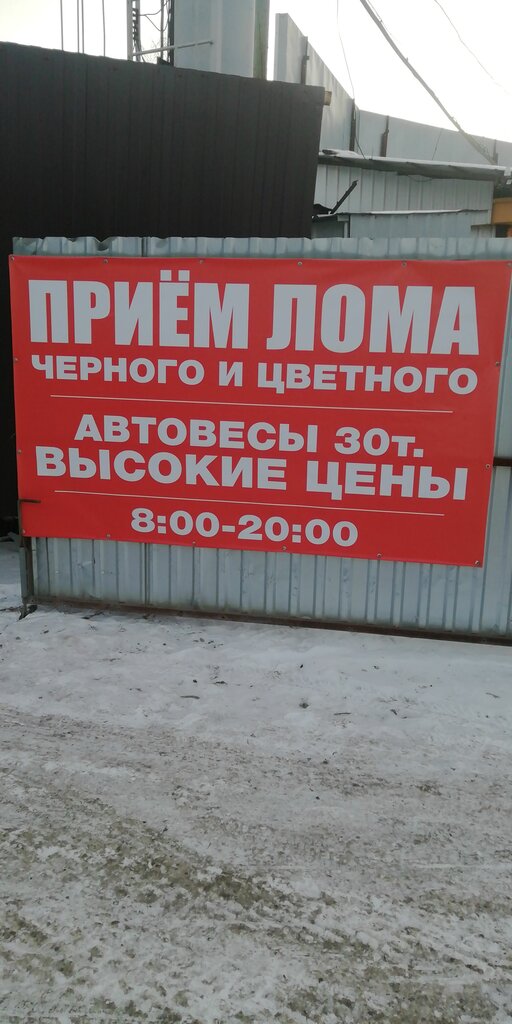 ПРИЁМ ЛОМА
ЧЕРНОГО И ЦВЕТНОГО
АВТОВЕСЫ 30т.
ВЫСОКИЕ ЦЕНЫ
8:00-20:00